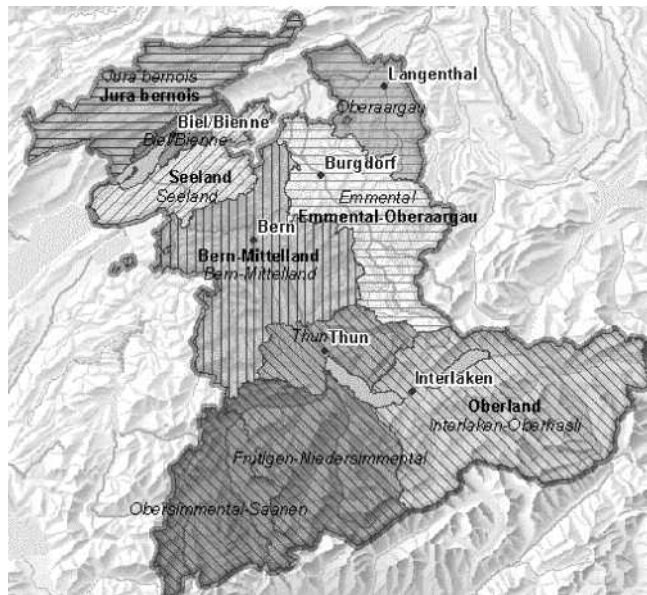 Jura bernois
Jura bernois
Langenthal
Oberaargau
Biel/Bienne
Biel/Bienne
Burgdorf
Seeland
Seeland
Emmental
Emmental-Oberaargau
Bern
Bern-Mittelland
Bern-Mittelland
Thun Thun
Interlaken
Oberland
Interlaken-Oberhasli
Frutigen-Niedersimmental
Obersimmental-Saanen